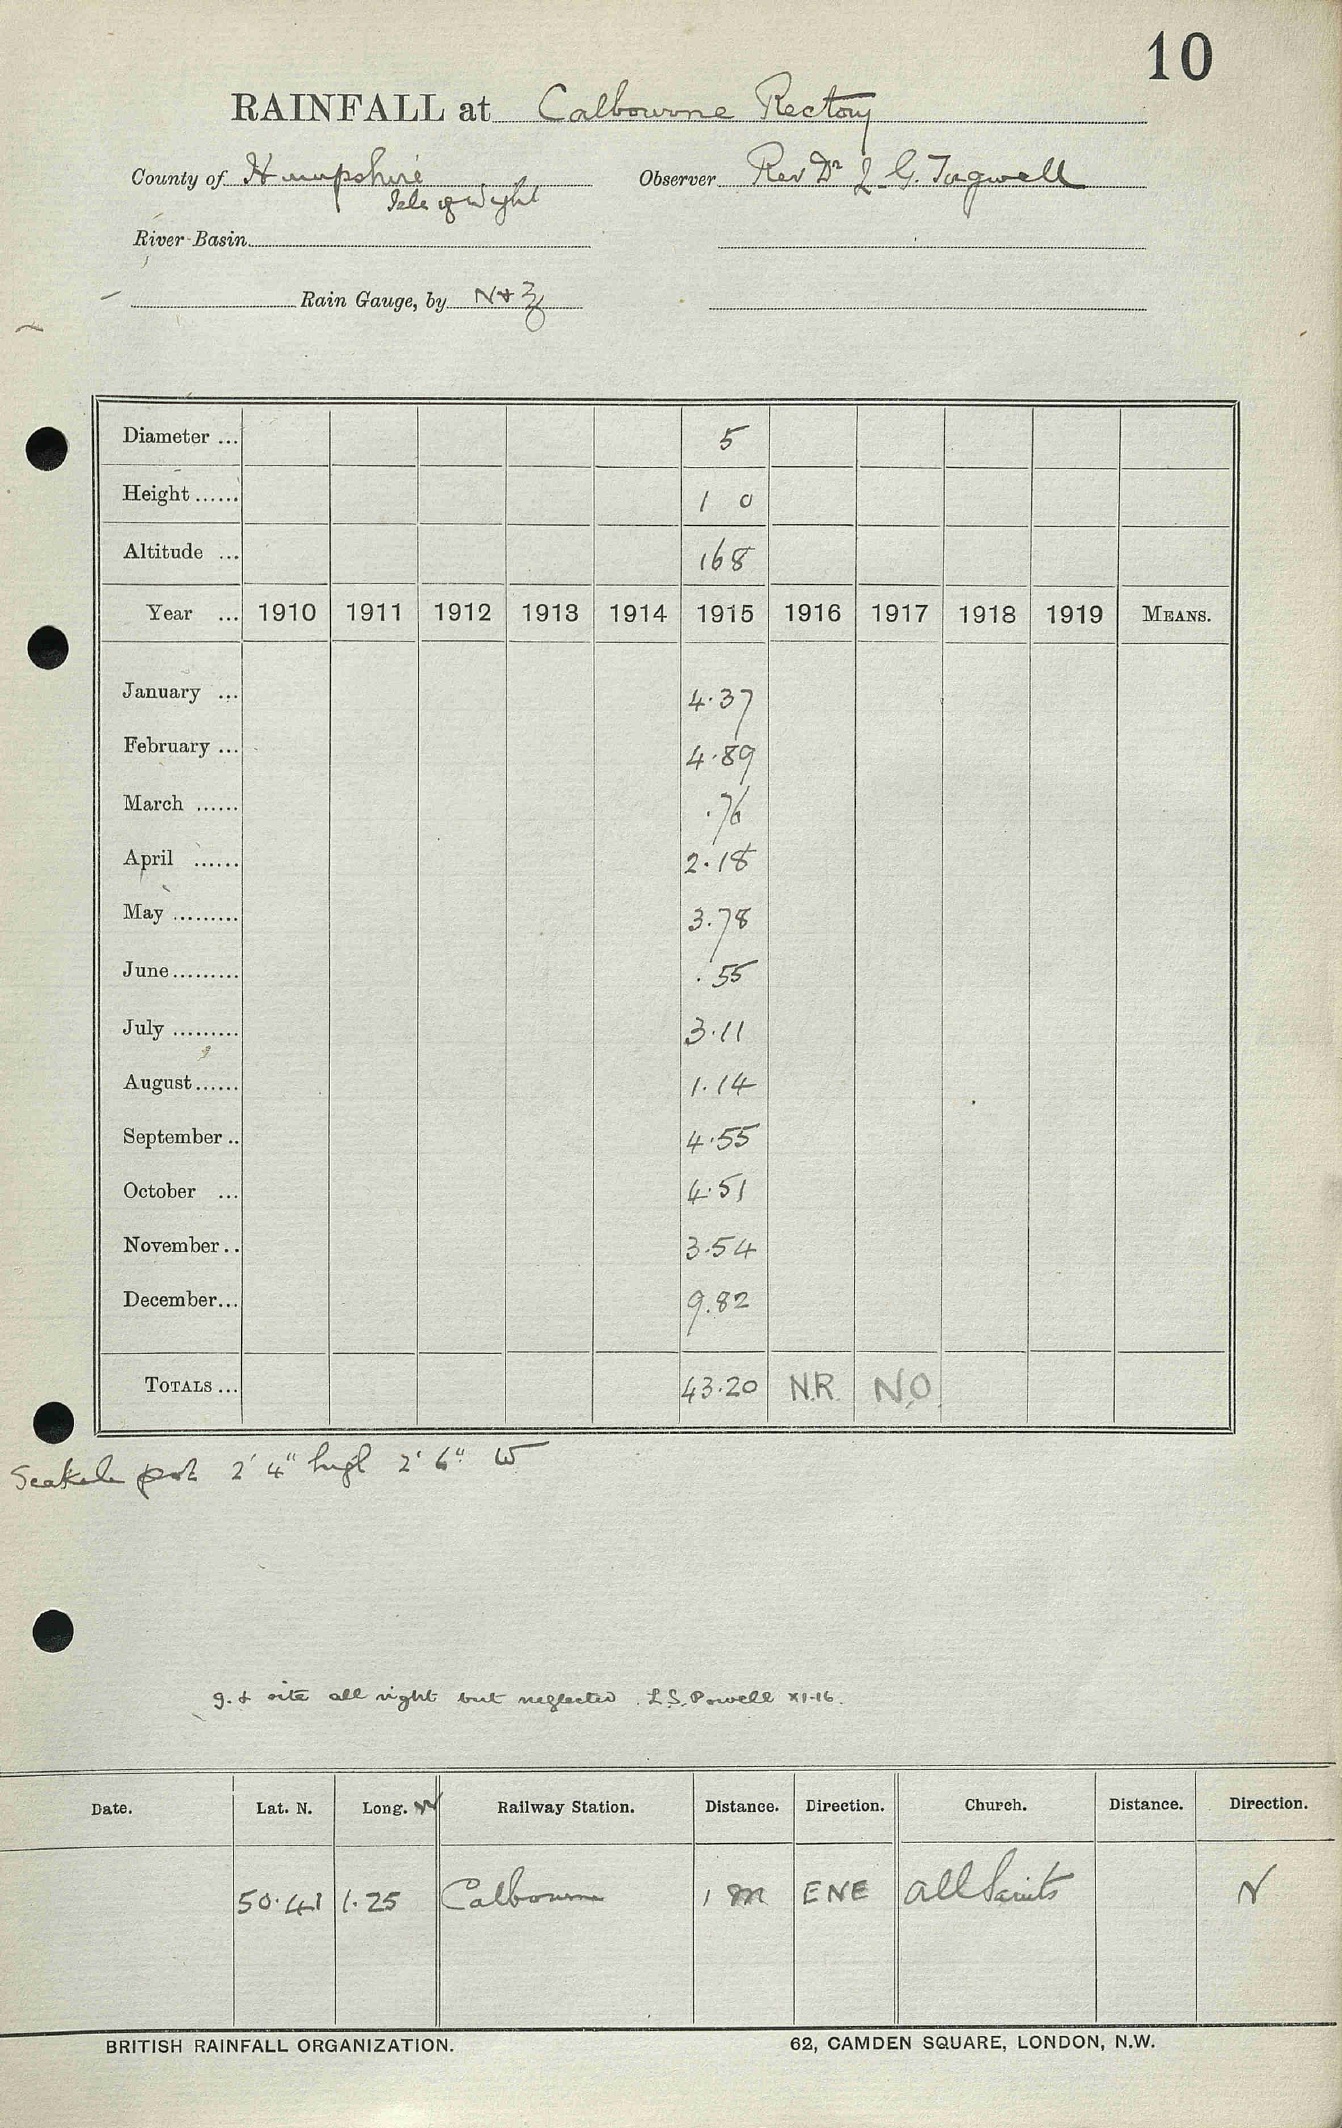 10
RAINFALL at Calbourne Rectory
County of Hampshire Observer Rev Dr J. G. Tugwell
Isle of Wight
River Basin
Rain Gauge, by N & Z
Diameter ... 5
Height ...... 1 0
Altitude ... 168
Year ... 1910 1911 1912 1913 1914 1915 1916 1917 1918 1919 MEANS.
January ... 4.37
February ... 4.89
March ...... .76
April ...... 2.18
May ......... 3.78
June ......... .55
July ......... 3.11
August ...... 1.14
September .. 4.55
October ... 4.51
November .. 3.54
December ... 9.82
TOTALS ... 43.20 N.R. N.O
Seakale pot 2' 4" high 2' 6" W
g. & site all right but neglected. L.S. Powell XI-16.
Date. Lat. N. Long. W Railway Station. Distance. Direction. Church. Distance. Direction.
50.41 1.25 Calbourne 1 m ENE All Saints N
BRITISH RAINFALL ORGANIZATION. 62, CAMDEN SQUARE, LONDON, N.W.